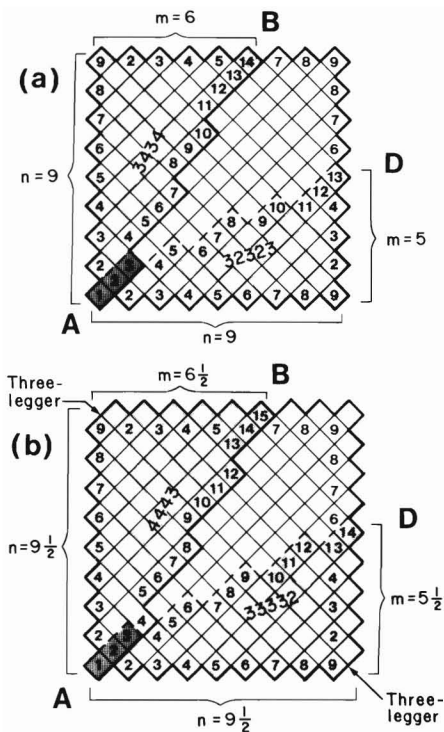 m = 6
B
(a)
9 2 3 4 5 14 7 8 9
13
8 12 8
11
7 7
10
6 9 6
3434
8
5 13
D
n = 9
7 12
4 6 10 11 4
5 8 9
m = 5
3 4 7 3
32323
5 6
2 4 2
2 3 4 5 6 7 8 9
A
n = 9
m = 6 1/2
B
Three-
legger
15
9 2 3 4 5 14 7 8 9
(b)
13
8 8
12
7 11 7
4443
10
6 9 6
D
14
n = 9 1/2
5 8 12 13
7 11
4 6 9 10 4
5 8
m = 5 1/2
3 6 7 3
33332
4 5
2 4 2
2 3 4 5 6 7 8 9
A
n = 9 1/2
Three-
legger